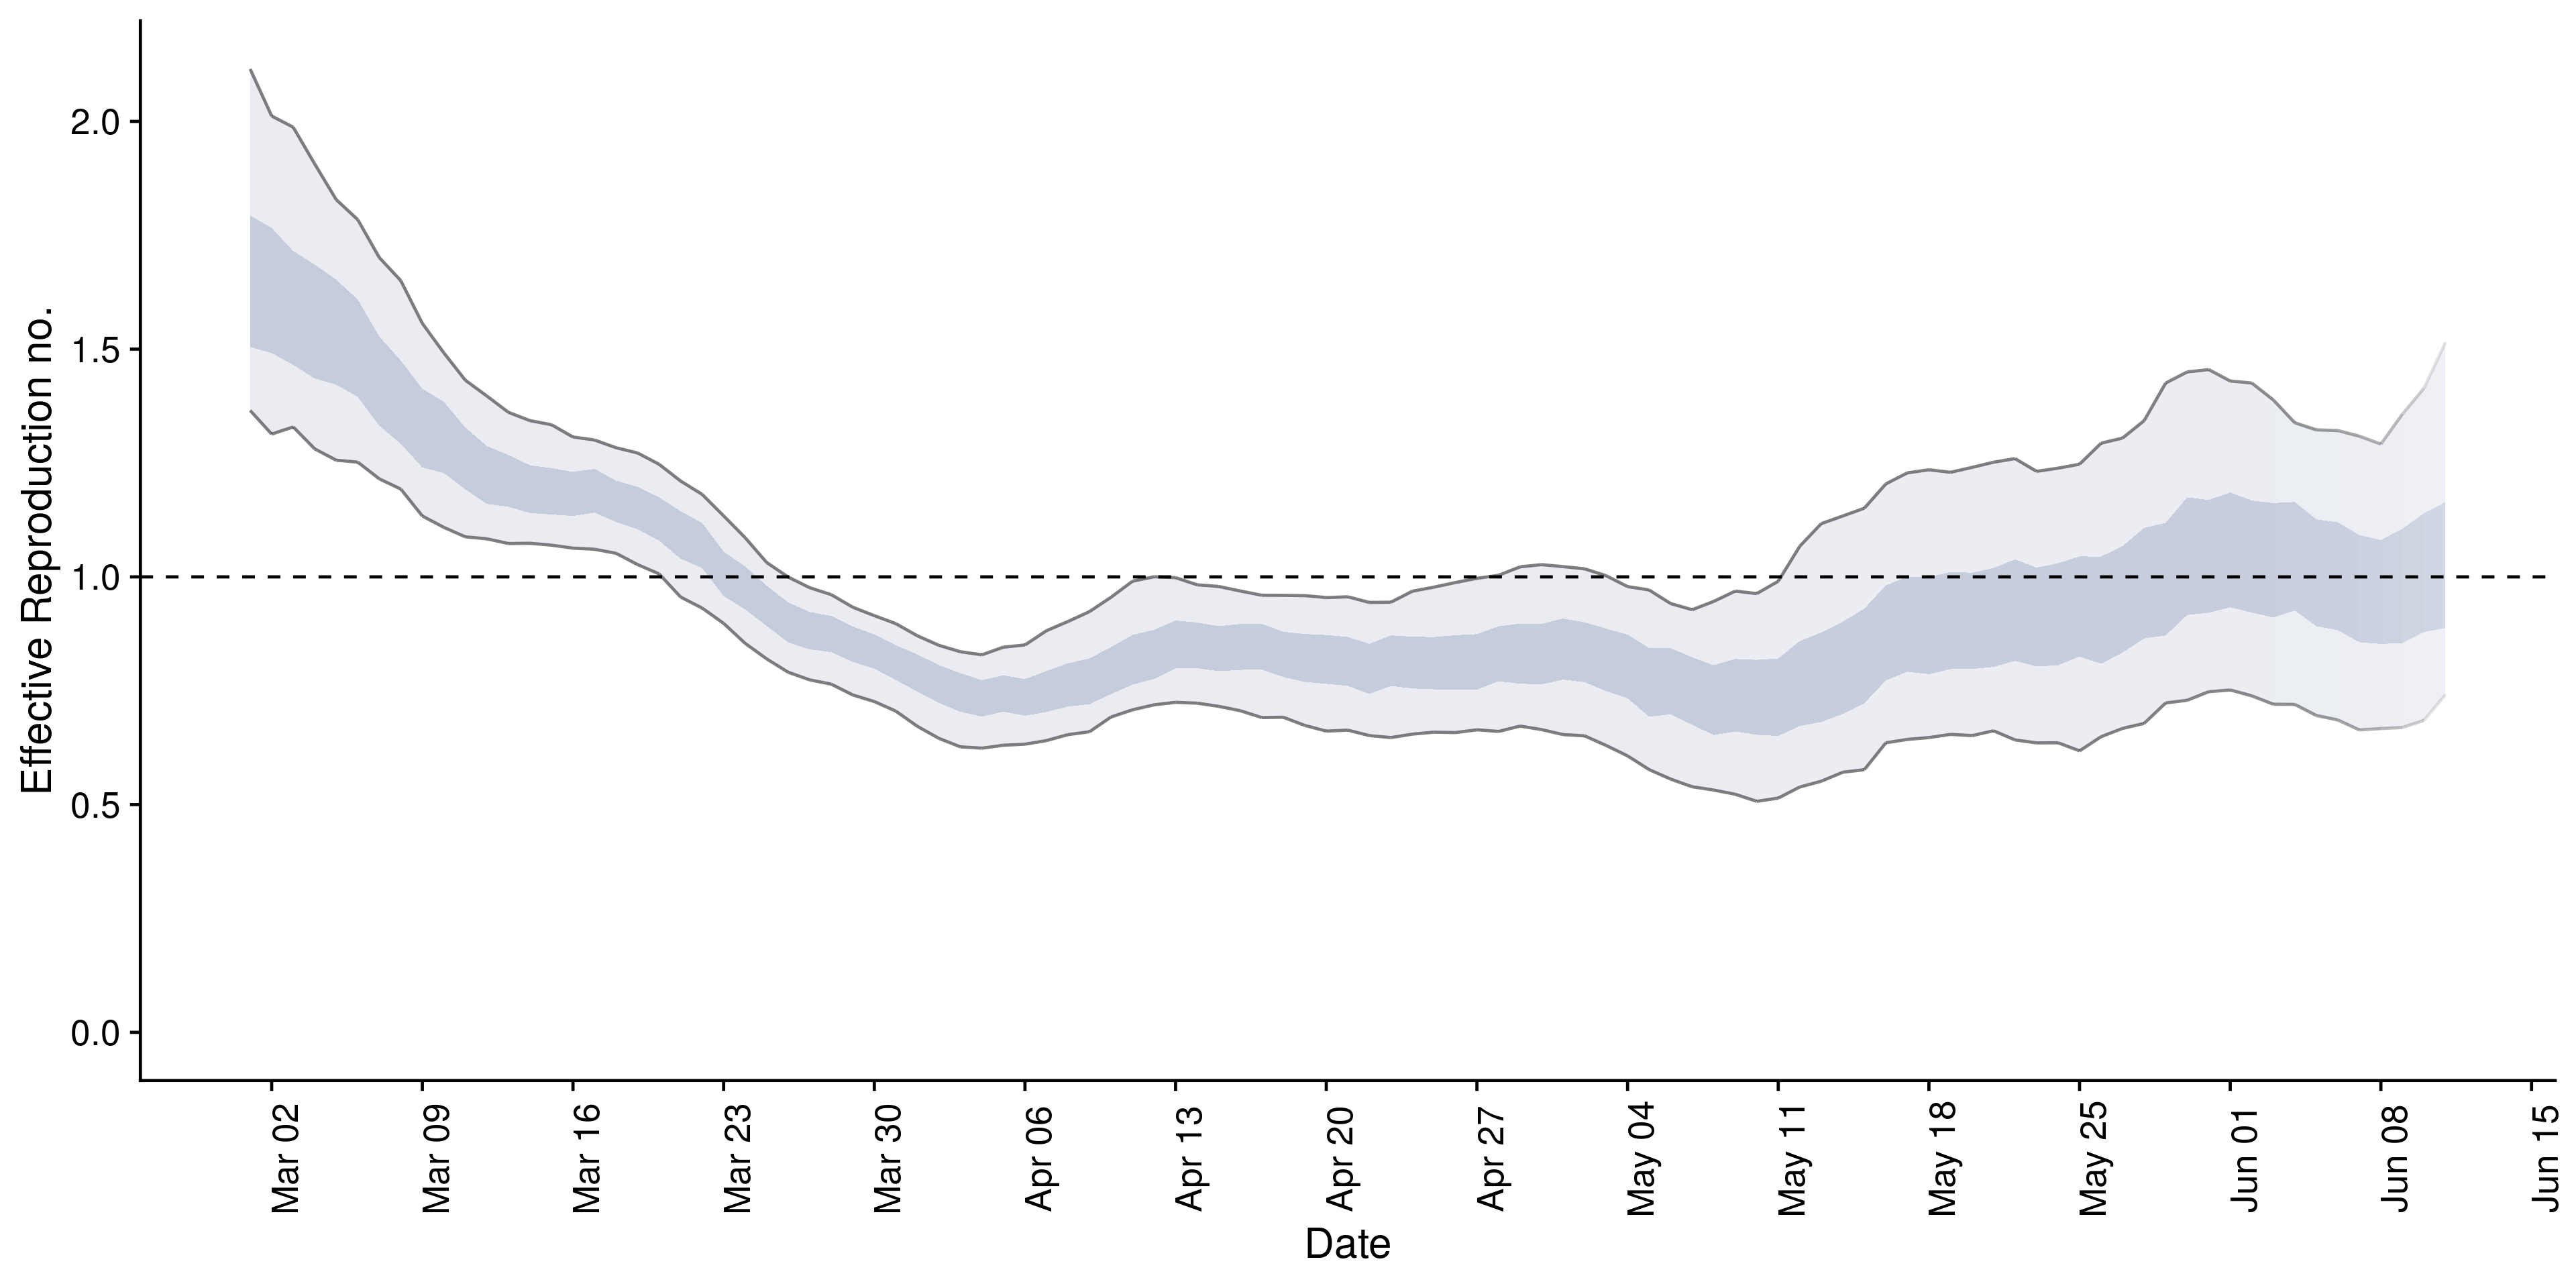 Effective Reproduction no.
2.0
1.5
1.0
0.5
0.0
Mar 02
Mar 09
Mar 16
Mar 23
Mar 30
Apr 06
Apr 13
Apr 20
Apr 27
May 04
May 11
May 18
May 25
Jun 01
Jun 08
Jun 15
Date